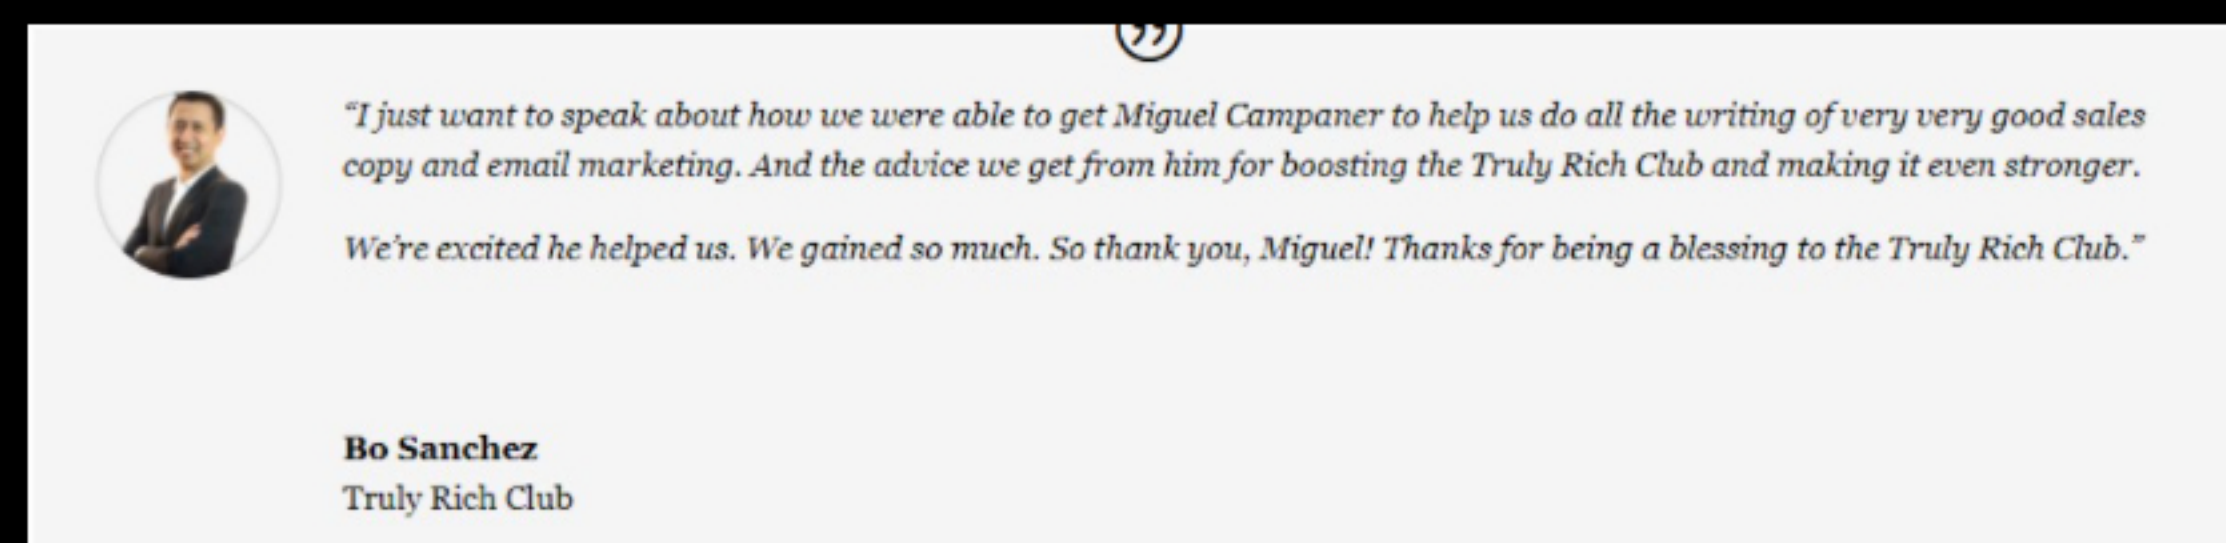 “I just want to speak about how we were able to get Miguel Campaner to help us do all the writing of very very good sales
copy and email marketing. And the advice we get from him for boosting the Truly Rich Club and making it even stronger.
We’re excited he helped us. We gained so much. So thank you, Miguel! Thanks for being a blessing to the Truly Rich Club.”
Bo Sanchez
Truly Rich Club